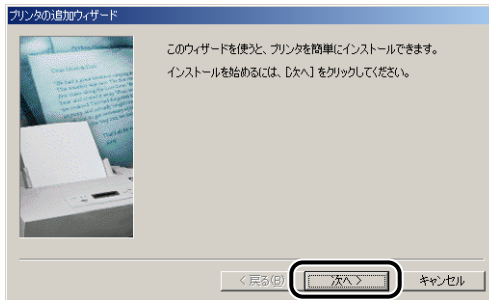 プリンタの追加ウィザード
このウィザードを使うと、プリンタを簡単にインストールできます。
インストールを始めるには、[次へ] をクリックしてください。
< 戻る(B)
次へ >
キャンセル